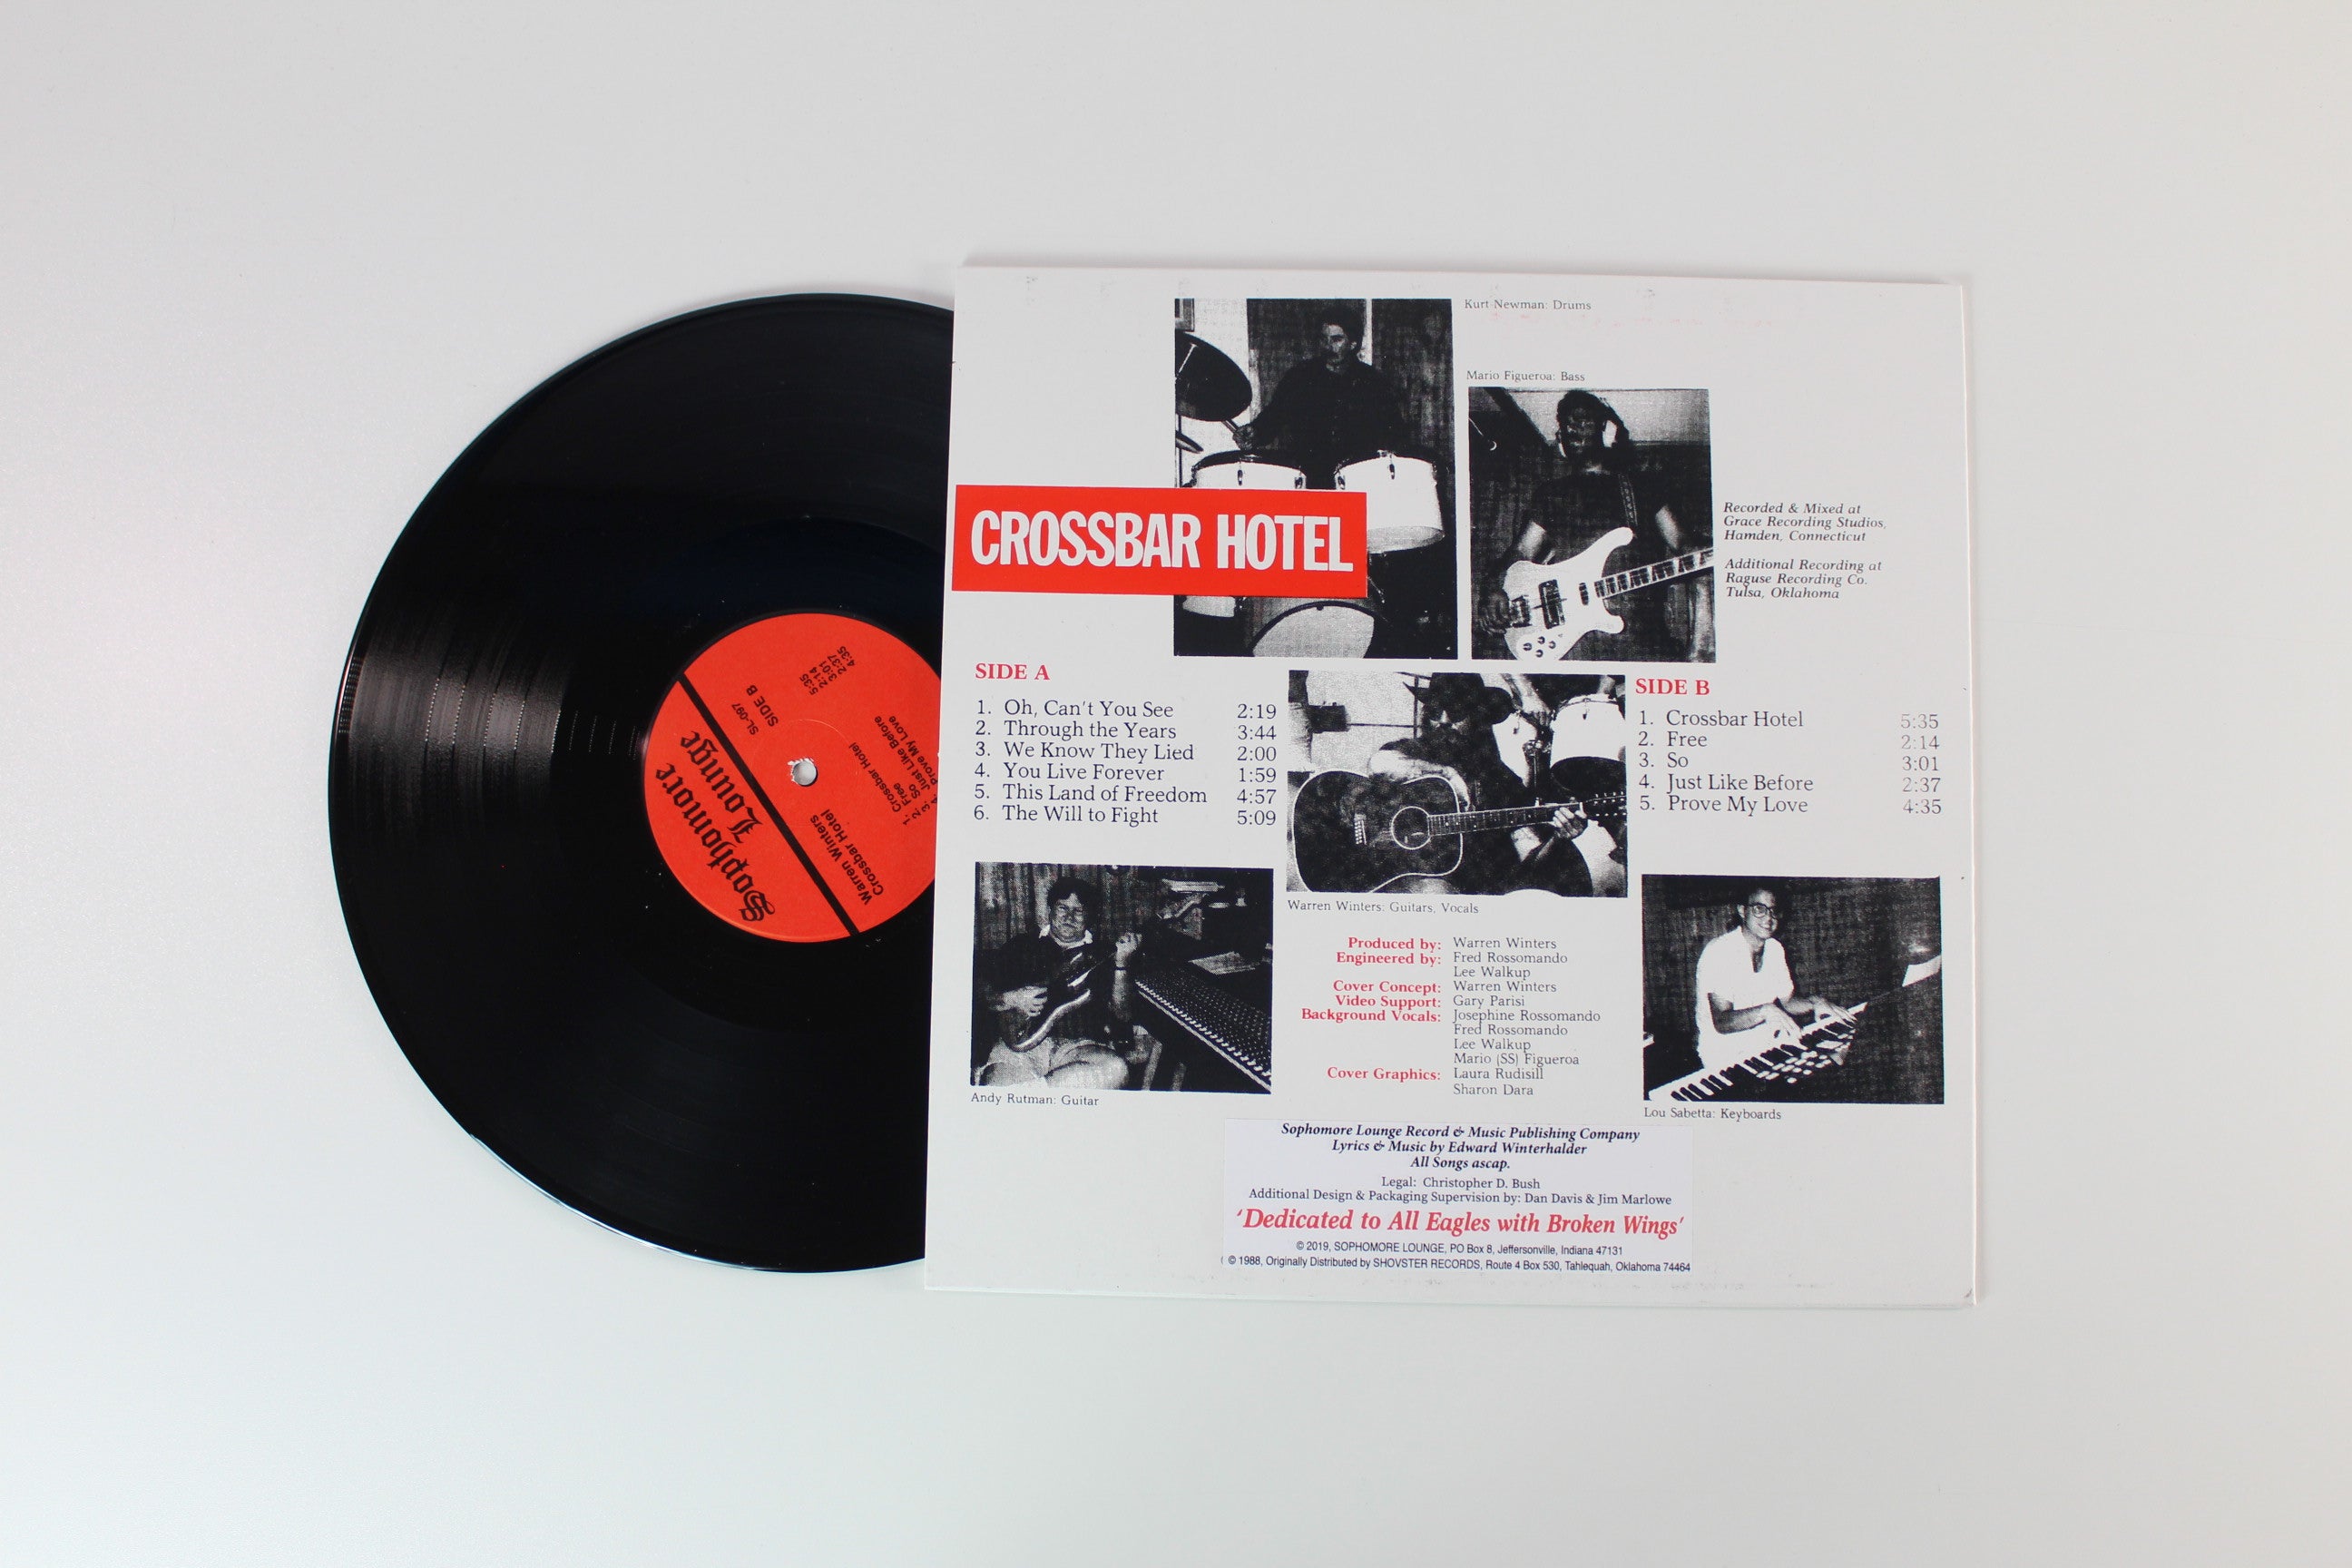 Sophomore
Lounge
SL-097
SIDE B
Warren Winters
Crossbar Hotel
1. Crossbar Hotel 5:35
2. Free 2:14
3. So 3:01
4. Just Like Before 2:37
Prove My Love 4:35
Kurt Newman: Drums
Mario Figueroa: Bass
CROSSBAR HOTEL
Recorded & Mixed at
Grace Recording Studios,
Hamden, Connecticut
Additional Recording at
Raguse Recording Co.
Tulsa, Oklahoma
SIDE A
1. Oh, Can't You See 2:19
2. Through the Years 3:44
3. We Know They Lied 2:00
4. You Live Forever 1:59
5. This Land of Freedom 4:57
6. The Will to Fight 5:09
SIDE B
1. Crossbar Hotel 5:35
2. Free 2:14
3. So 3:01
4. Just Like Before 2:37
5. Prove My Love 4:35
Warren Winters: Guitars, Vocals
Produced by: Warren Winters
Engineered by: Fred Rossomando
Lee Walkup
Cover Concept: Warren Winters
Video Support: Gary Parisi
Background Vocals: Josephine Rossomando
Fred Rossomando
Lee Walkup
Mario (SS) Figueroa
Cover Graphics: Laura Rudisill
Sharon Dara
Andy Rutman: Guitar
Lou Sabetta: Keyboards
Sophomore Lounge Record & Music Publishing Company
Lyrics & Music by Edward Winterhalder
All Songs ascap.
Legal: Christopher D. Bush
Additional Design & Packaging Supervision by: Dan Davis & Jim Marlowe
'Dedicated to All Eagles with Broken Wings'
© 2019, SOPHOMORE LOUNGE, PO Box 8, Jeffersonville, Indiana 47131
© 1988, Originally Distributed by SHOVSTER RECORDS, Route 4 Box 530, Tahlequah, Oklahoma 74464